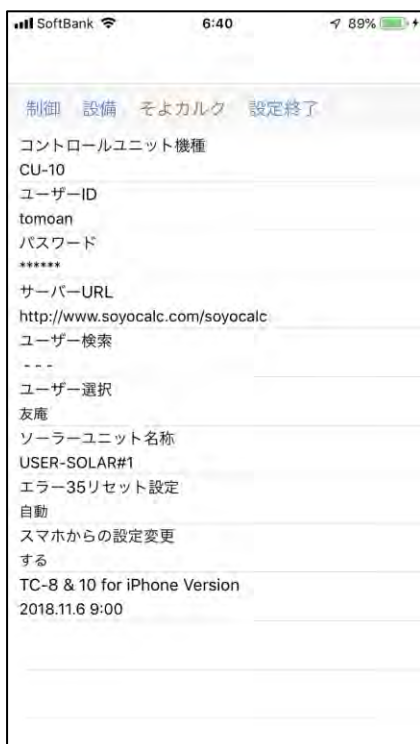 SoftBank 6:40 89%
制御 設備 そよカルク 設定終了
コントロールユニット機種
CU-10
ユーザーID
tomoan
パスワード
******
サーバーURL
http://www.soyocalc.com/soyocalc
ユーザー検索
- - -
ユーザー選択
友庵
ソーラーユニット名称
USER-SOLAR#1
エラー35リセット設定
自動
スマホからの設定変更
する
TC-8 & 10 for iPhone Version
2018.11.6 9:00